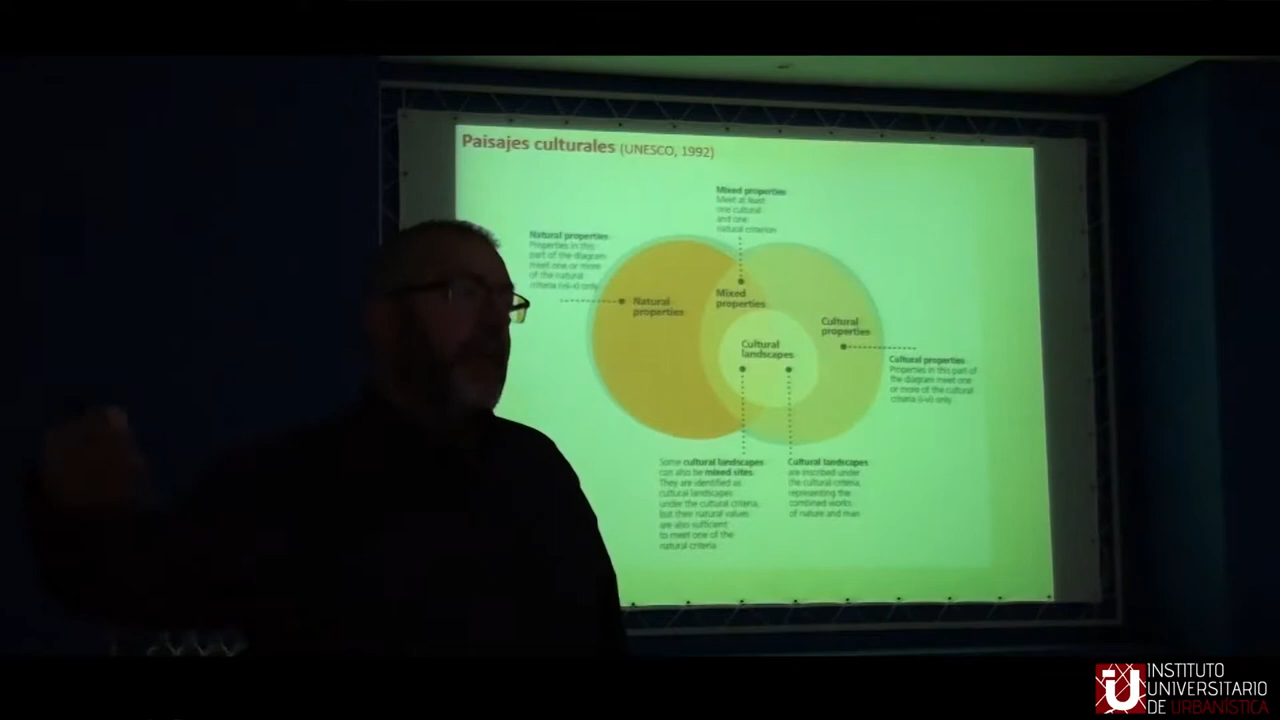 Paisajes culturales (UNESCO, 1992)
Mixed properties
Meet at least
one cultural
and one
natural criterion
Natural properties
Properties in this
part of the diagram
meet one or more
of the natural
criteria (vii-x) only
Natural
properties
Mixed
properties
Cultural
properties
Cultural
landscapes
Cultural properties
Properties in this part of
the diagram meet one
or more of the cultural
criteria (i-vi) only
Some cultural landscapes
can also be mixed sites.
They are identified as
cultural landscapes
under the cultural criteria,
but their natural values
are also sufficient
to meet one of the
natural criteria
Cultural landscapes
are inscribed under
the cultural criteria,
representing the
combined works
of nature and man
INSTITUTO
UNIVERSITARIO
DE URBANÍSTICA